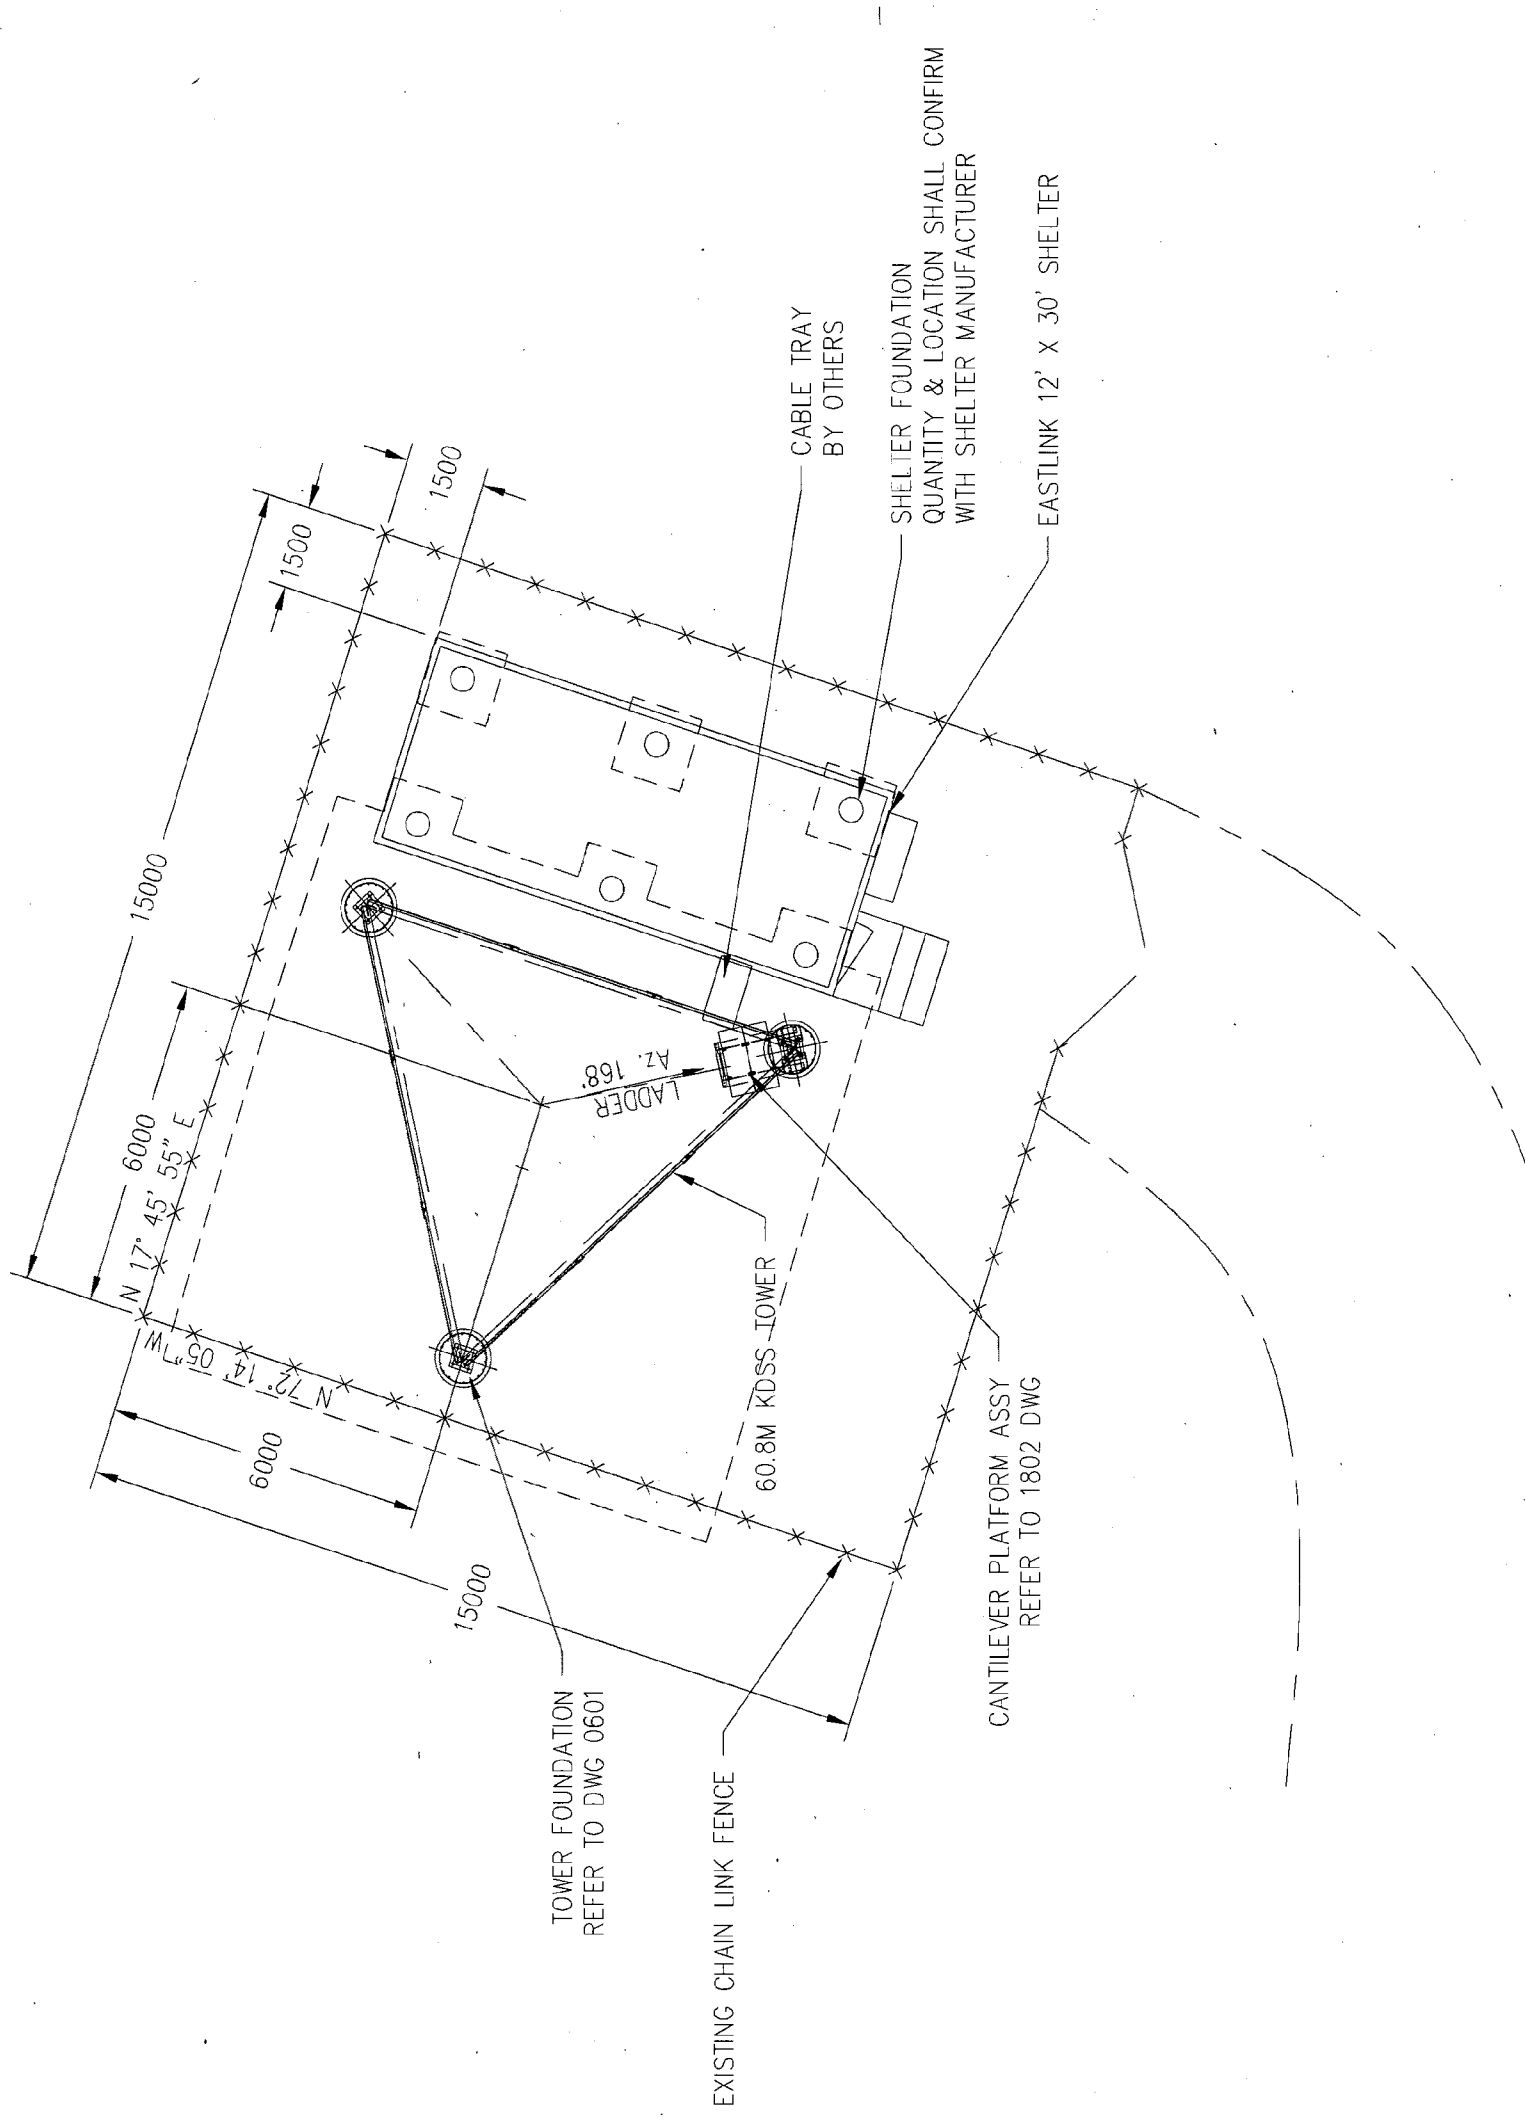 15000
6000
N 17° 45' 55" E
N 72° 14' 05" W
6000
15000
1500
1500
LADDER
Az. 168°
60.8M KDSS TOWER
TOWER FOUNDATION
REFER TO DWG 0601
EXISTING CHAIN LINK FENCE
CANTILEVER PLATFORM ASSY
REFER TO 1802 DWG
CABLE TRAY
BY OTHERS
SHELTER FOUNDATION
QUANTITY & LOCATION SHALL CONFIRM
WITH SHELTER MANUFACTURER
EASTLINK 12' X 30' SHELTER